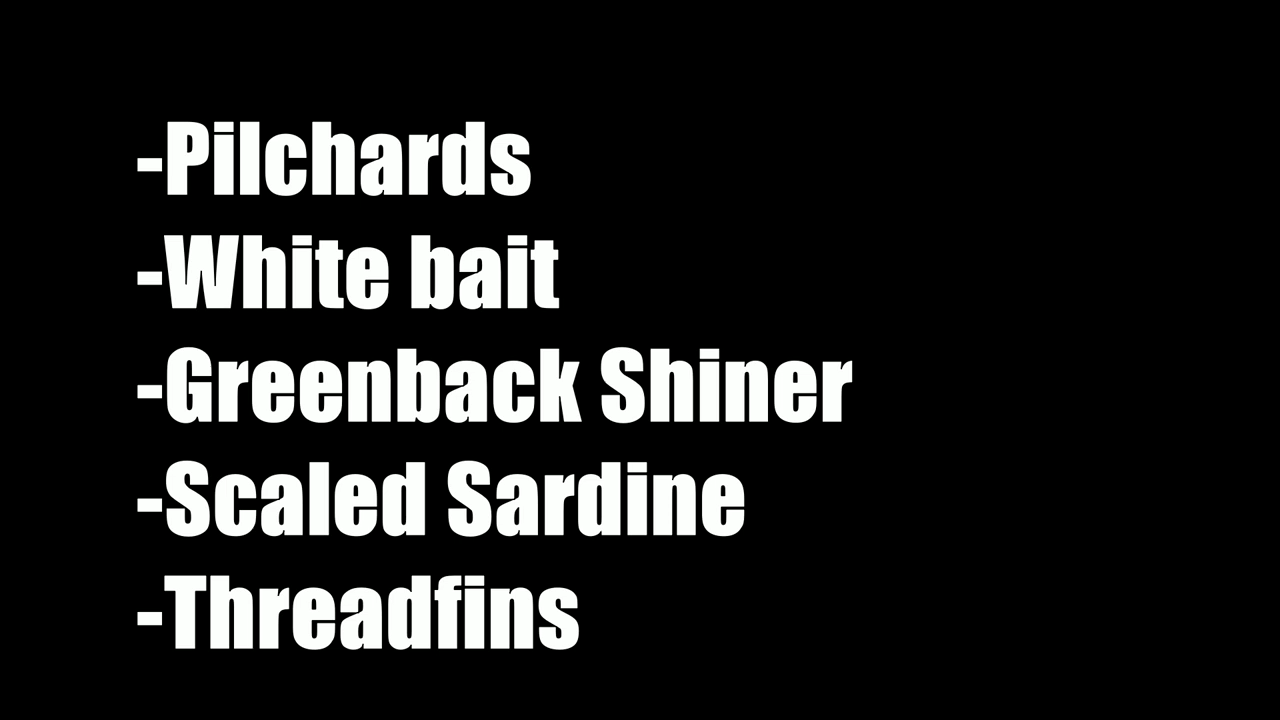 -Pilchards
-White bait
-Greenback Shiner
-Scaled Sardine
-Threadfins